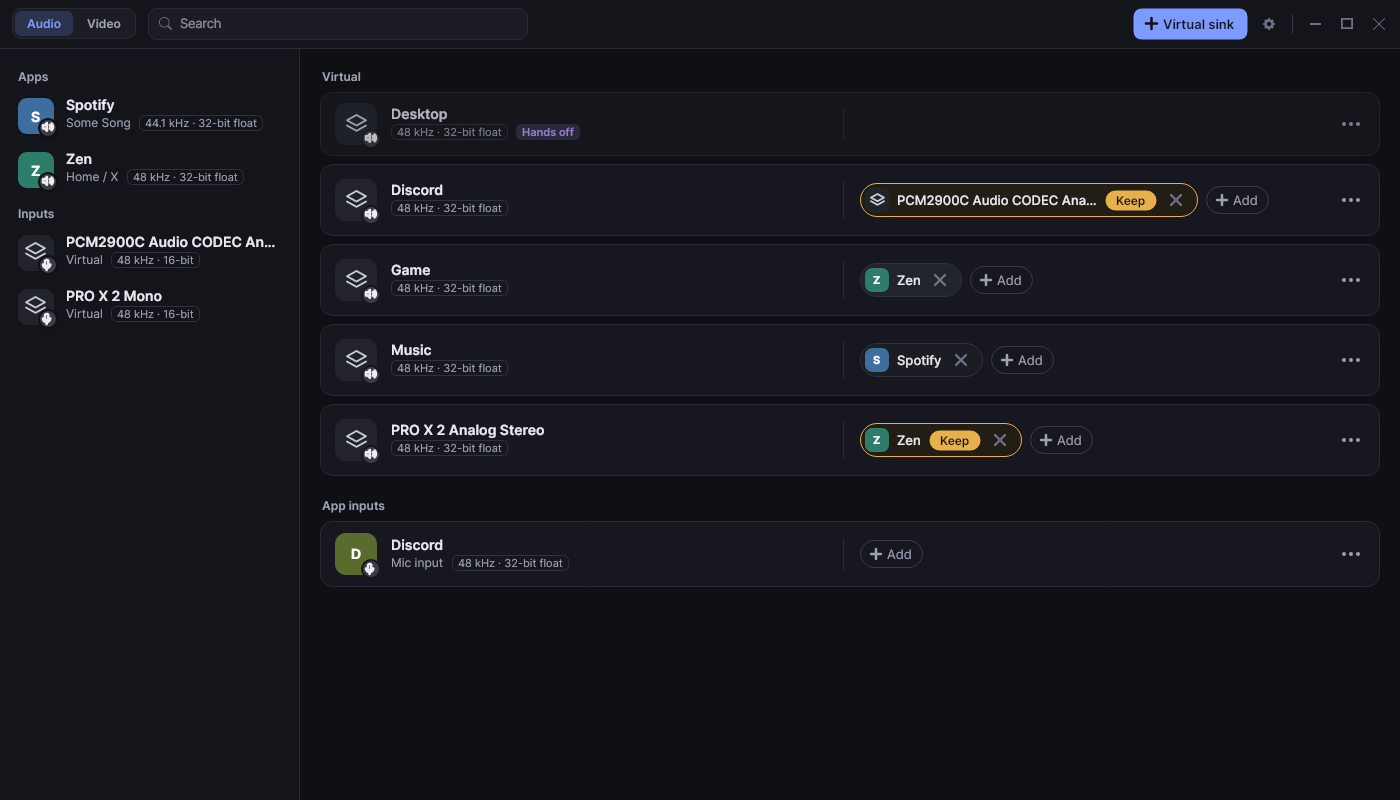 Audio Video Search Virtual sink
Apps
S Spotify
Some Song 44.1 kHz · 32-bit float
Z Zen
Home / X 48 kHz · 32-bit float
Inputs
PCM2900C Audio CODEC An...
Virtual 48 kHz · 16-bit
PRO X 2 Mono
Virtual 48 kHz · 16-bit
Virtual
Desktop
48 kHz · 32-bit float Hands off
Discord
48 kHz · 32-bit float
PCM2900C Audio CODEC Ana... Keep Add
Game
48 kHz · 32-bit float
Z Zen Add
Music
48 kHz · 32-bit float
S Spotify Add
PRO X 2 Analog Stereo
48 kHz · 32-bit float
Z Zen Keep Add
App inputs
D Discord
Mic input 48 kHz · 32-bit float
Add